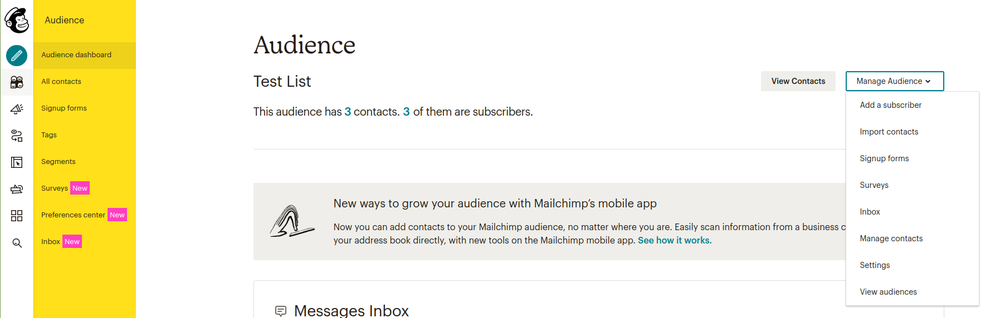 Audience
Audience dashboard
All contacts
Signup forms
Tags
Segments
Surveys New
Preferences center New
Inbox New
Audience
Test List
View Contacts
Manage Audience
This audience has 3 contacts. 3 of them are subscribers.
Add a subscriber
Import contacts
Signup forms
Surveys
Inbox
Manage contacts
Settings
View audiences
New ways to grow your audience with Mailchimp's mobile app
Now you can add contacts to your Mailchimp audience, no matter where you are. Easily scan information from a business
your address book directly, with new tools on the Mailchimp mobile app. See how it works.
Messages Inbox